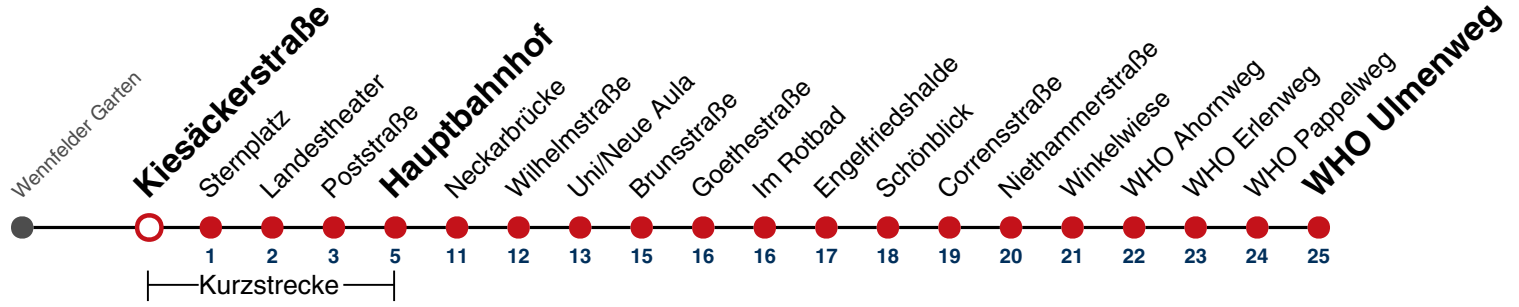 Wennfelder Garten
Kiesäckerstraße
Sternplatz
Landestheater
Poststraße
Hauptbahnhof
Neckarbrücke
Wilhelmstraße
Uni/Neue Aula
Brunsstraße
Goethestraße
Im Rotbad
Engelfriedshalde
Schönblick
Corrensstraße
Niethammerstraße
Winkelwiese
WHO Ahornweg
WHO Erlenweg
WHO Pappelweg
WHO Ulmenweg
1 2 3 5 11 12 13 15 16 16 17 18 19 20 21 22 23 24 25
Kurzstrecke